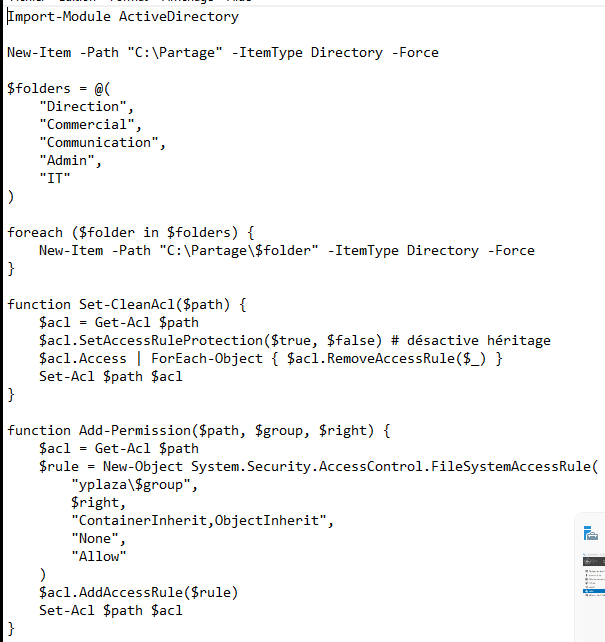 Import-Module ActiveDirectory
New-Item -Path "C:\Partage" -ItemType Directory -Force
$folders = @(
    "Direction",
    "Commercial",
    "Communication",
    "Admin",
    "IT"
)
foreach ($folder in $folders) {
    New-Item -Path "C:\Partage\$folder" -ItemType Directory -Force
}
function Set-CleanAcl($path) {
    $acl = Get-Acl $path
    $acl.SetAccessRuleProtection($true, $false) # désactive héritage
    $acl.Access | ForEach-Object { $acl.RemoveAccessRule($_) }
    Set-Acl $path $acl
}
function Add-Permission($path, $group, $right) {
    $acl = Get-Acl $path
    $rule = New-Object System.Security.AccessControl.FileSystemAccessRule(
        "yplaza\$group",
        $right,
        "ContainerInherit,ObjectInherit",
        "None",
        "Allow"
    )
    $acl.AddAccessRule($rule)
    Set-Acl $path $acl
}